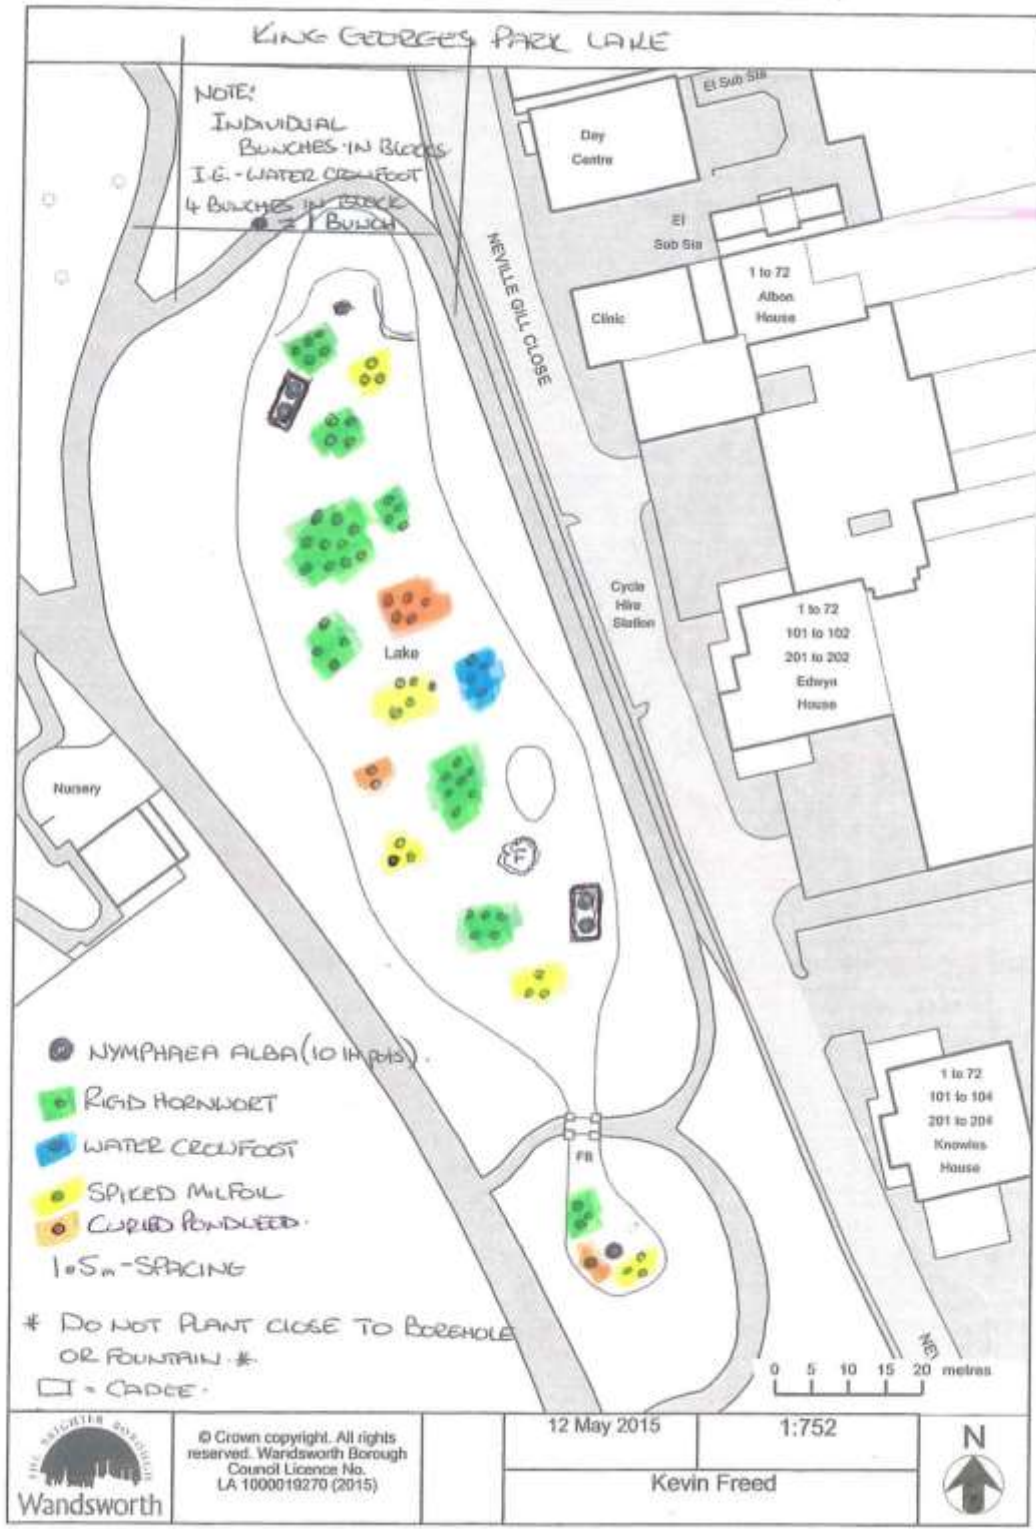 KING GEORGES PARK LAKE
NOTE:
INDIVIDUAL
BUNCHES IN BLOCKS
I.E. - WATER CROWFOOT
4 BUNCHES IN BLOCK
= 1 BUNCH
El Sub Sta
Day
Centre
El
Sub Sta
NEVILLE GILL CLOSE
Clinic
1 to 72
Albon
House
Cycle
Hire
Station
1 to 72
101 to 102
201 to 202
Edwyn
House
Lake
Nursery
F
NYMPHAEA ALBA (10 IN POTS).
RIGID HORNWORT
WATER CROWFOOT
SPIKED MILFOIL
CURLED PONDWEED.
1.5m - SPACING
* DO NOT PLANT CLOSE TO BOREHOLE
OR FOUNTAIN. *
= CADGE.
1 to 72
101 to 104
201 to 204
Knowles
House
FB
NEV
0 5 10 15 20 metres
THE BRIGHTER BOROUGH
Wandsworth
© Crown copyright. All rights
reserved. Wandsworth Borough
Council Licence No.
LA 1000019270 (2015)
12 May 2015
1:752
Kevin Freed
N